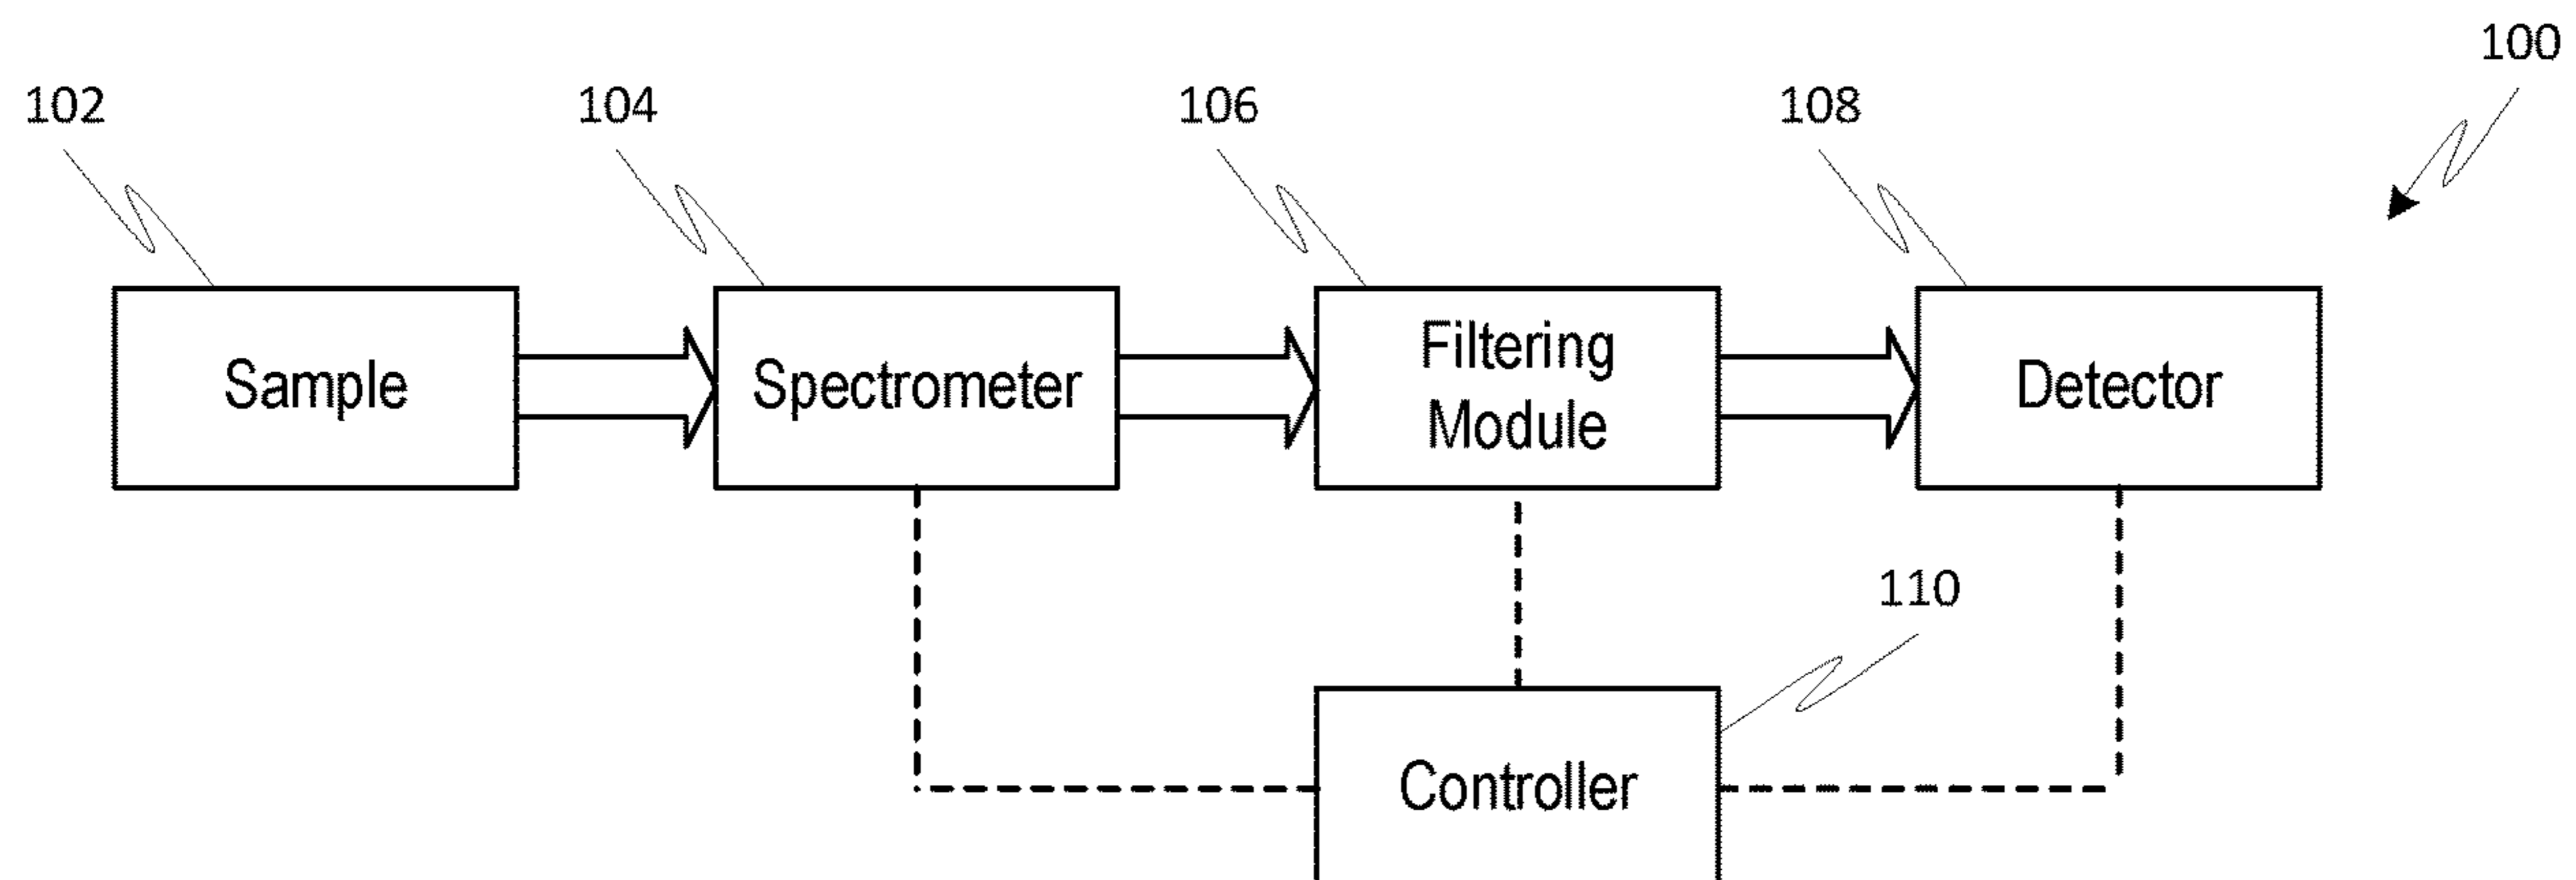 100
102
104
106
108
Sample
Spectrometer
Filtering
Module
Detector
110
Controller